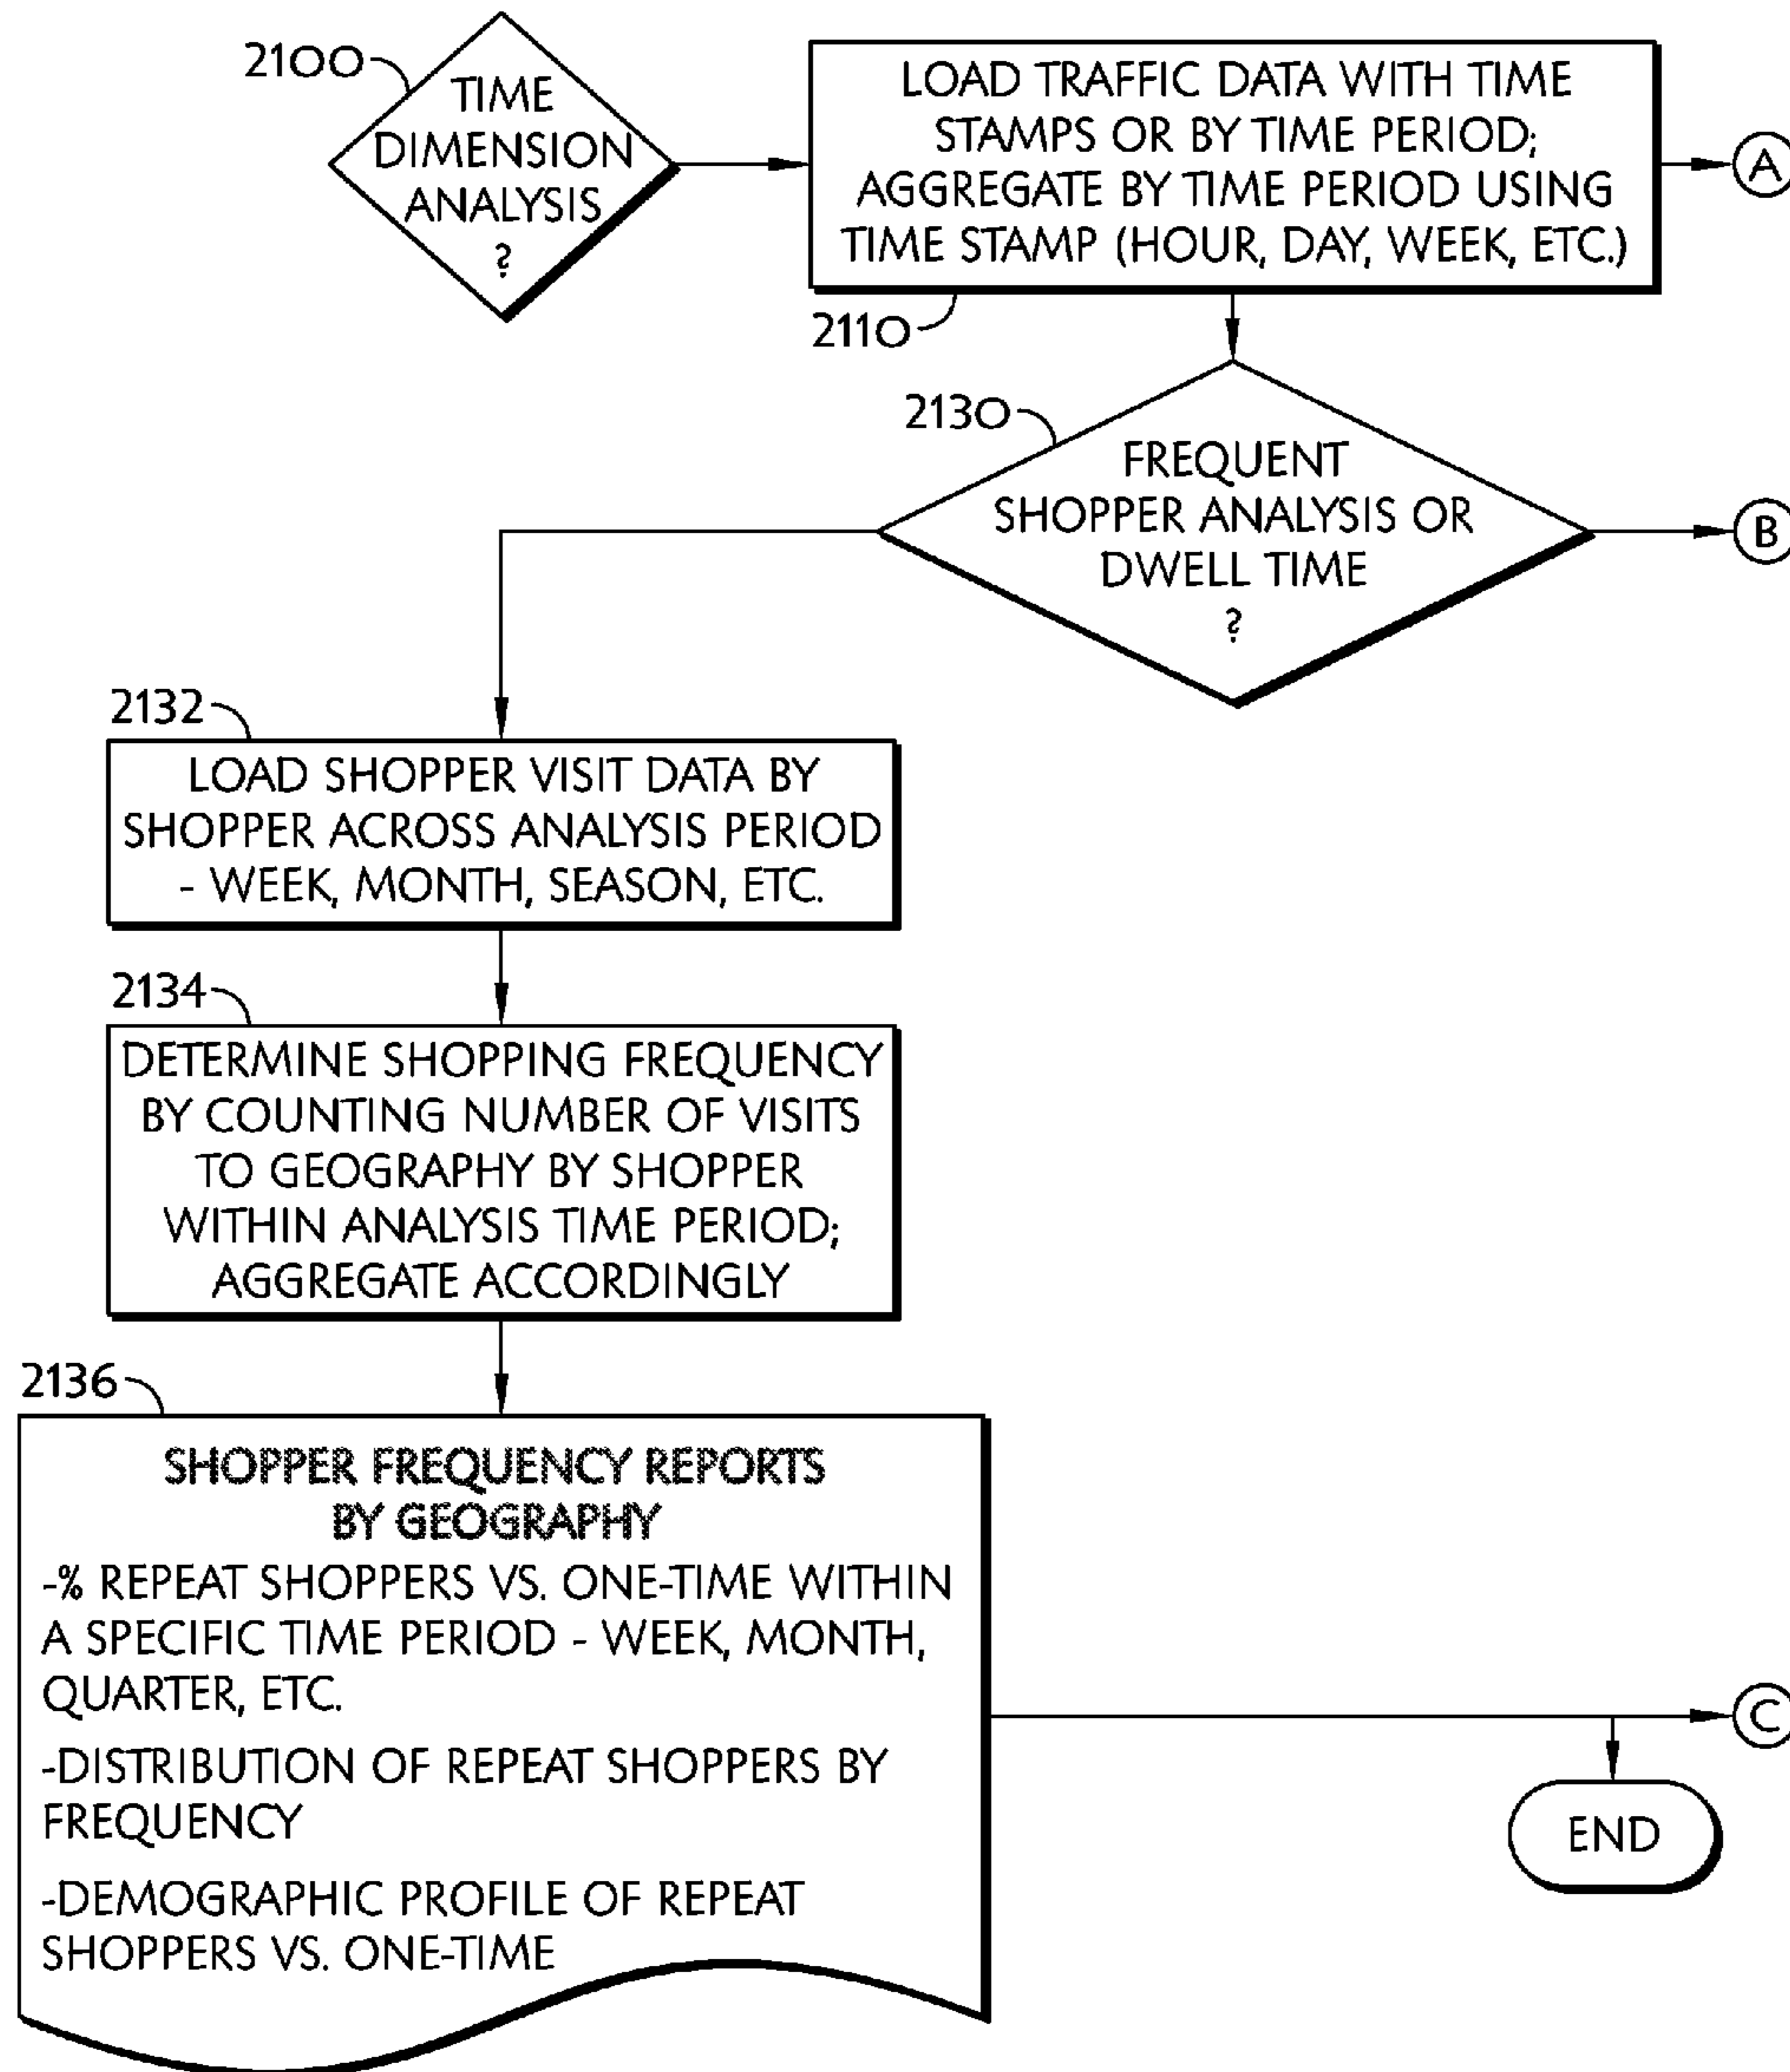 2100
TIME
DIMENSION
ANALYSIS
?
LOAD TRAFFIC DATA WITH TIME
STAMPS OR BY TIME PERIOD;
AGGREGATE BY TIME PERIOD USING
TIME STAMP (HOUR, DAY, WEEK, ETC.)
A
2110
2130
FREQUENT
SHOPPER ANALYSIS OR
DWELL TIME
?
B
2132
LOAD SHOPPER VISIT DATA BY
SHOPPER ACROSS ANALYSIS PERIOD
- WEEK, MONTH, SEASON, ETC.
2134
DETERMINE SHOPPING FREQUENCY
BY COUNTING NUMBER OF VISITS
TO GEOGRAPHY BY SHOPPER
WITHIN ANALYSIS TIME PERIOD;
AGGREGATE ACCORDINGLY
2136
SHOPPER FREQUENCY REPORTS
BY GEOGRAPHY
-% REPEAT SHOPPERS VS. ONE-TIME WITHIN
A SPECIFIC TIME PERIOD - WEEK, MONTH,
QUARTER, ETC.
-DISTRIBUTION OF REPEAT SHOPPERS BY
FREQUENCY
-DEMOGRAPHIC PROFILE OF REPEAT
SHOPPERS VS. ONE-TIME
C
END